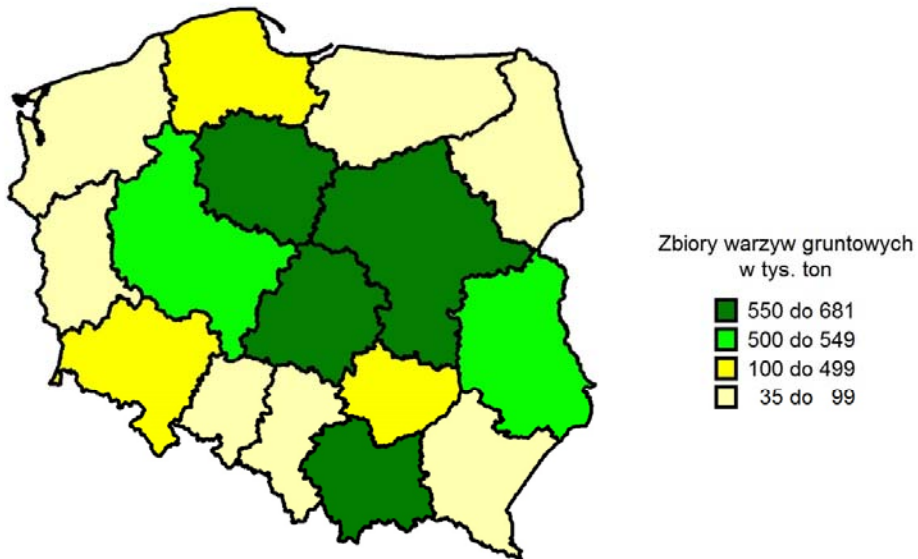 Zbiory warzyw gruntowych
w tys. ton
550 do 681
500 do 549
100 do 499
35 do 99